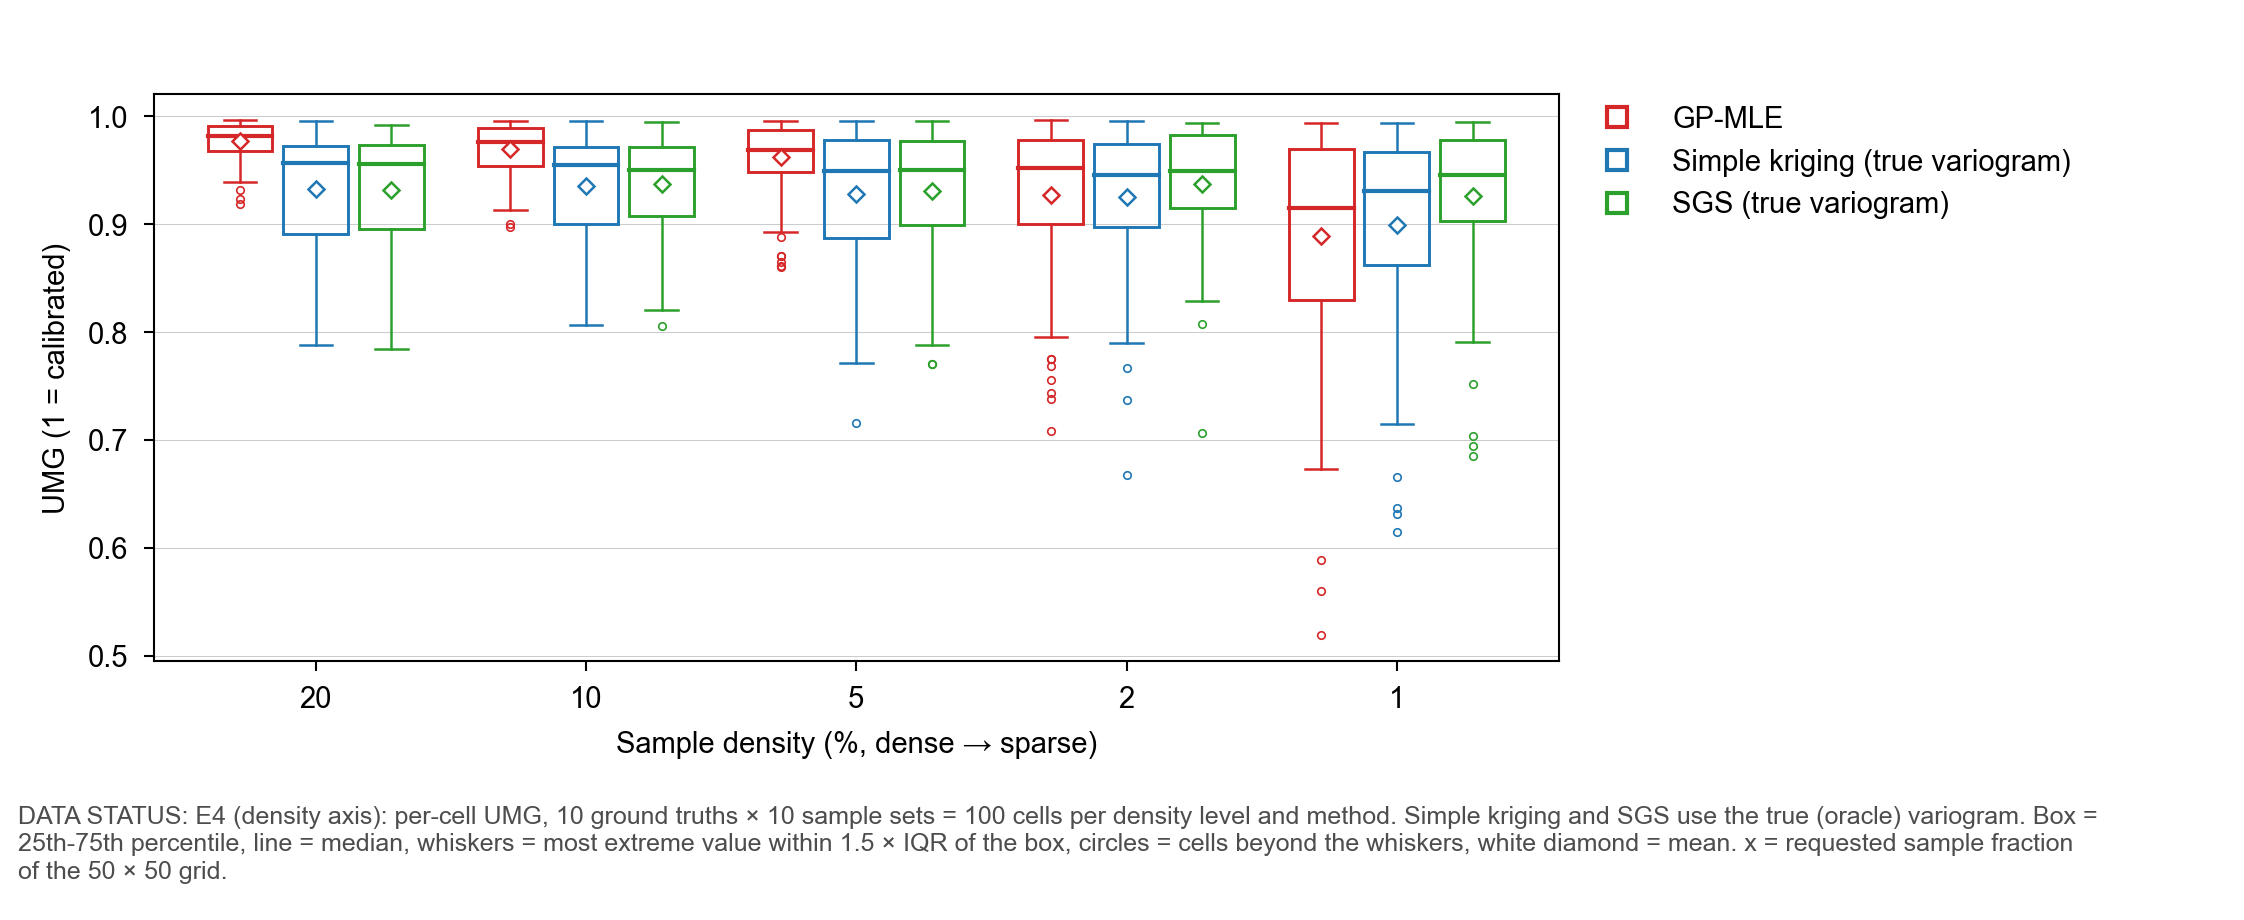 1.0
0.9
0.8
0.7
0.6
0.5
UMG (1 = calibrated)
20
10
5
2
1
Sample density (%, dense → sparse)
GP-MLE
Simple kriging (true variogram)
SGS (true variogram)
DATA STATUS: E4 (density axis): per-cell UMG, 10 ground truths × 10 sample sets = 100 cells per density level and method. Simple kriging and SGS use the true (oracle) variogram. Box =
25th-75th percentile, line = median, whiskers = most extreme value within 1.5 × IQR of the box, circles = cells beyond the whiskers, white diamond = mean. x = requested sample fraction
of the 50 × 50 grid.